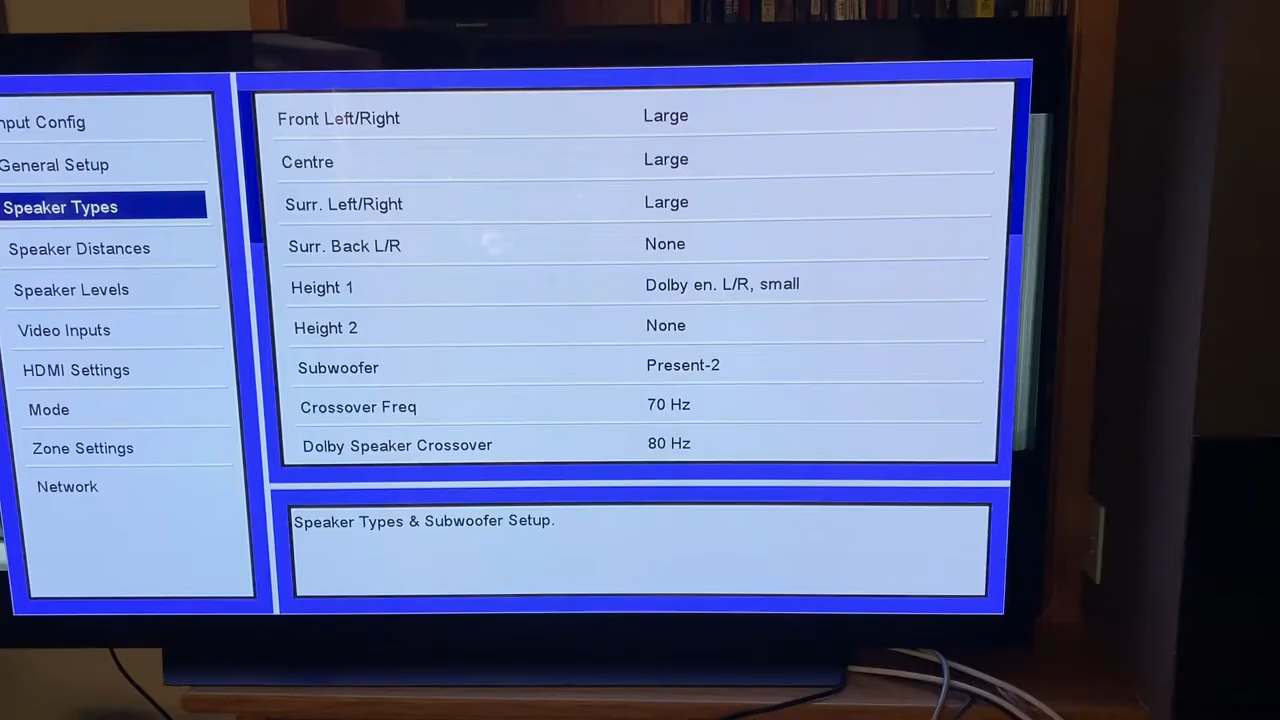 nput Config
General Setup
Speaker Types
Speaker Distances
Speaker Levels
Video Inputs
HDMI Settings
Mode
Zone Settings
Network
Front Left/Right Large
Centre Large
Surr. Left/Right Large
Surr. Back L/R None
Height 1 Dolby en. L/R, small
Height 2 None
Subwoofer Present-2
Crossover Freq 70 Hz
Dolby Speaker Crossover 80 Hz
Speaker Types & Subwoofer Setup.